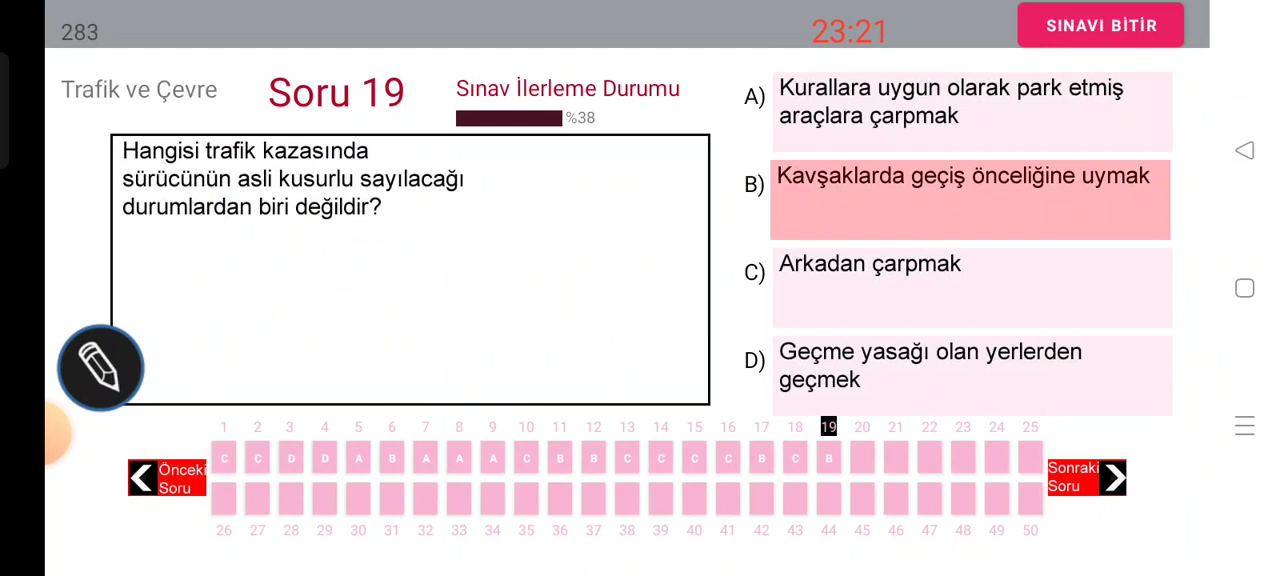 283
23:21
SINAVI BİTİR
Trafik ve Çevre
Soru 19
Sınav İlerleme Durumu
%38
Hangisi trafik kazasında
sürücünün asli kusurlu sayılacağı
durumlardan biri değildir?
A) Kurallara uygun olarak park etmiş
araçlara çarpmak
B) Kavşaklarda geçiş önceliğine uymak
C) Arkadan çarpmak
D) Geçme yasağı olan yerlerden
geçmek
1 2 3 4 5 6 7 8 9 10 11 12 13 14 15 16 17 18 19 20 21 22 23 24 25
C C D D A B A A A C B B C C C C B C B
Önceki
Soru
Sonraki
Soru
26 27 28 29 30 31 32 33 34 35 36 37 38 39 40 41 42 43 44 45 46 47 48 49 50